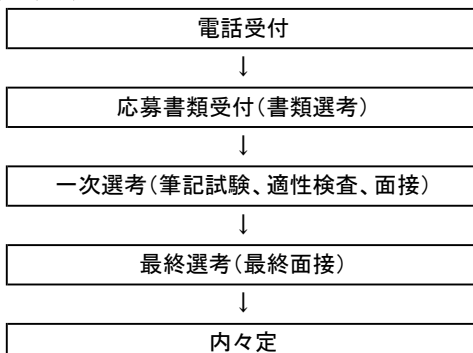 電話受付
↓
応募書類受付(書類選考)
↓
一次選考(筆記試験、適性検査、面接)
↓
最終選考(最終面接)
↓
内々定